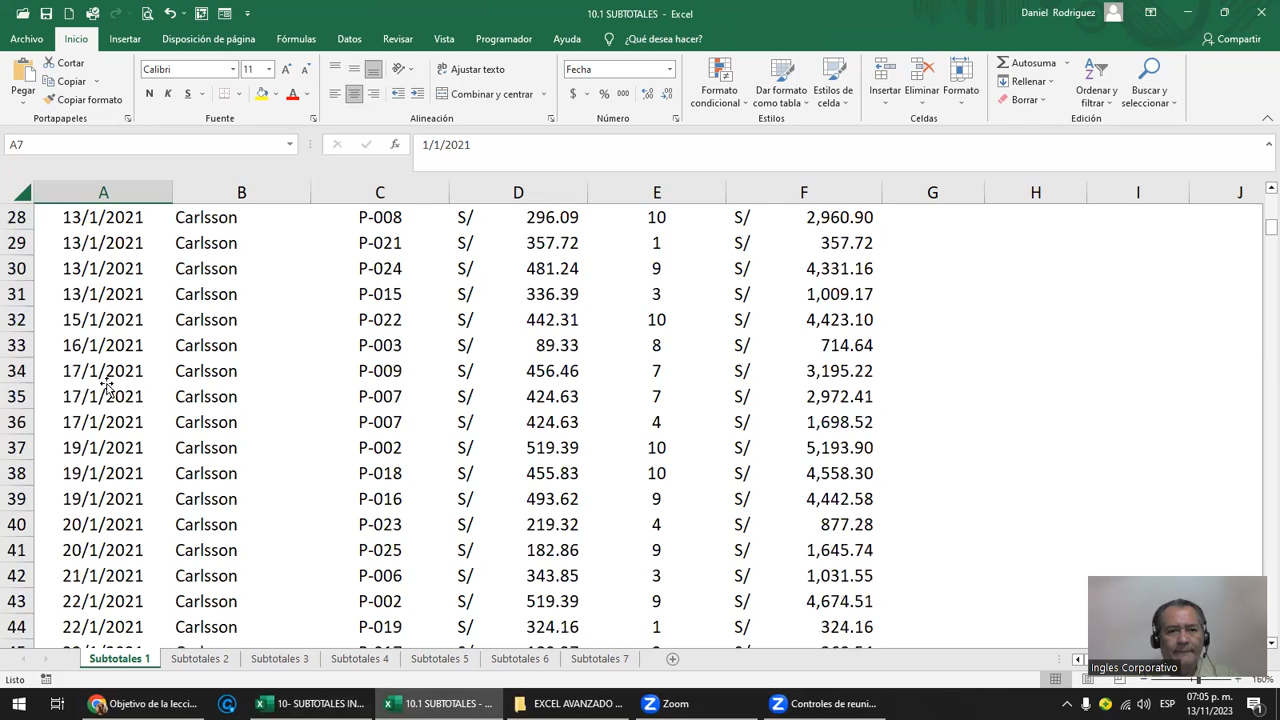 10.1 SUBTOTALES - Excel
Daniel Rodriguez
Archivo Inicio Insertar Disposición de página Fórmulas Datos Revisar Vista Programador Ayuda ¿Qué desea hacer? Compartir
Pegar
Cortar
Copiar
Copiar formato
Portapapeles
Calibri 11
N K S
Fuente
Ajustar texto
Combinar y centrar
Alineación
Fecha
$ % 000
Número
Formato condicional
Dar formato como tabla
Estilos de celda
Estilos
Insertar Eliminar Formato
Celdas
Autosuma
Rellenar
Borrar
Ordenar y filtrar
Buscar y seleccionar
Edición
A7 fx 1/1/2021
A B C D E F G H I J
28 13/1/2021 Carlsson P-008 S/ 296.09 10 S/ 2,960.90
29 13/1/2021 Carlsson P-021 S/ 357.72 1 S/ 357.72
30 13/1/2021 Carlsson P-024 S/ 481.24 9 S/ 4,331.16
31 13/1/2021 Carlsson P-015 S/ 336.39 3 S/ 1,009.17
32 15/1/2021 Carlsson P-022 S/ 442.31 10 S/ 4,423.10
33 16/1/2021 Carlsson P-003 S/ 89.33 8 S/ 714.64
34 17/1/2021 Carlsson P-009 S/ 456.46 7 S/ 3,195.22
35 17/1/2021 Carlsson P-007 S/ 424.63 7 S/ 2,972.41
36 17/1/2021 Carlsson P-007 S/ 424.63 4 S/ 1,698.52
37 19/1/2021 Carlsson P-002 S/ 519.39 10 S/ 5,193.90
38 19/1/2021 Carlsson P-018 S/ 455.83 10 S/ 4,558.30
39 19/1/2021 Carlsson P-016 S/ 493.62 9 S/ 4,442.58
40 20/1/2021 Carlsson P-023 S/ 219.32 4 S/ 877.28
41 20/1/2021 Carlsson P-025 S/ 182.86 9 S/ 1,645.74
42 21/1/2021 Carlsson P-006 S/ 343.85 3 S/ 1,031.55
43 22/1/2021 Carlsson P-002 S/ 519.39 9 S/ 4,674.51
44 22/1/2021 Carlsson P-019 S/ 324.16 1 S/ 324.16
Ingles Corporativo
Subtotales 1 Subtotales 2 Subtotales 3 Subtotales 4 Subtotales 5 Subtotales 6 Subtotales 7
Listo
160%
Objetivo de la lecci...
10- SUBTOTALES IN...
10.1 SUBTOTALES - ...
EXCEL AVANZADO ...
Zoom
Controles de reuni...
ESP
07:05 p. m.
13/11/2023